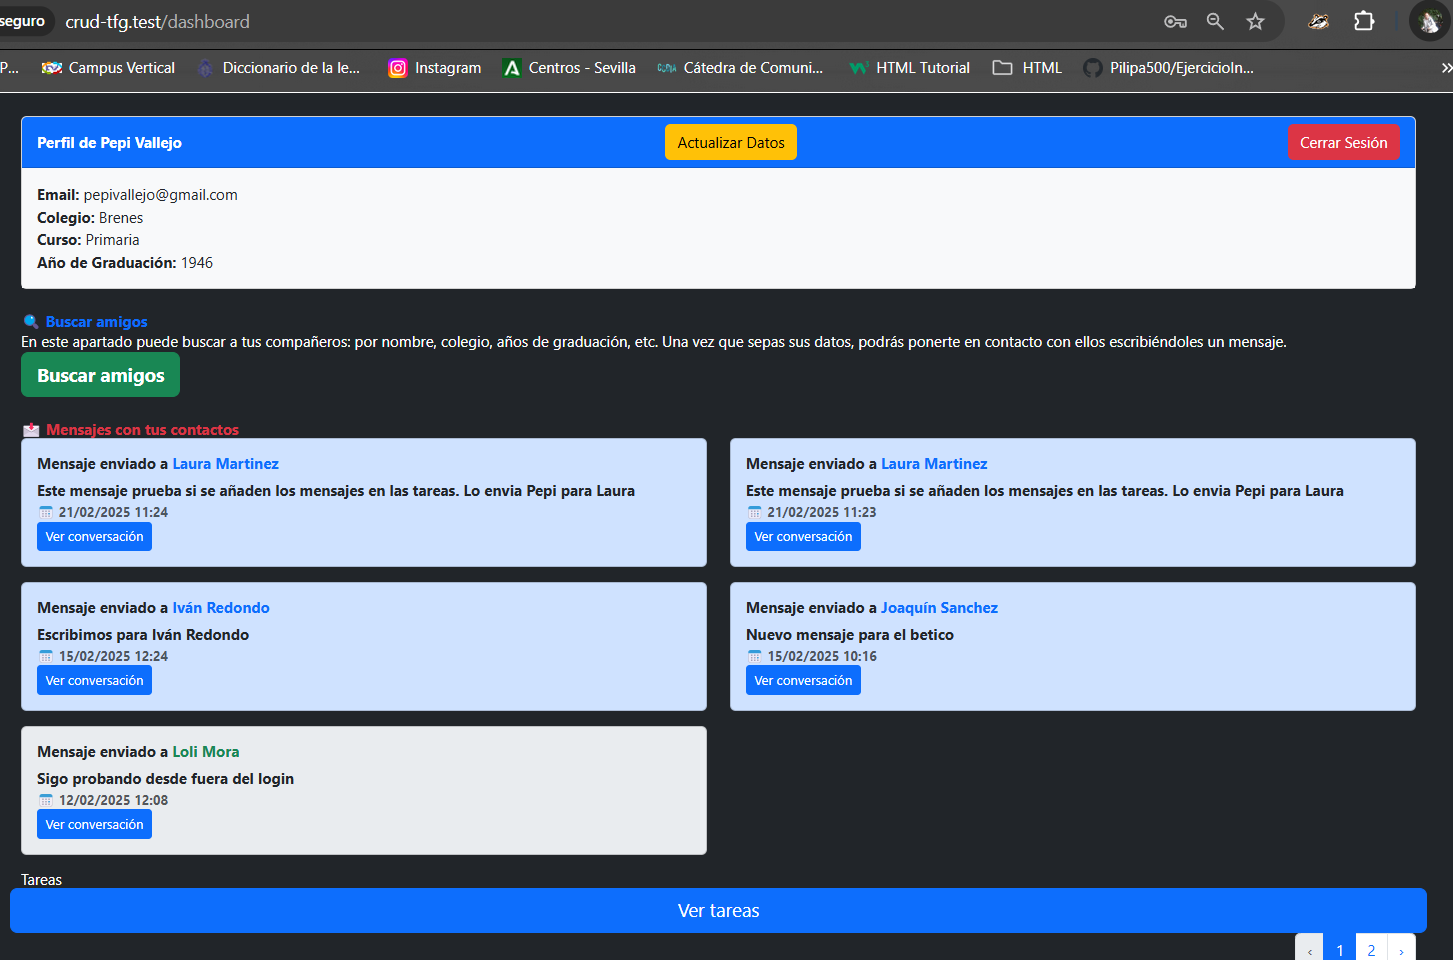 seguro crud-tfg.test/dashboard
P... Campus Vertical Diccionario de la le... Instagram Centros - Sevilla Cátedra de Comuni... HTML Tutorial HTML Pilipa500/EjercicioIn... »
Perfil de Pepi Vallejo Actualizar Datos Cerrar Sesión
Email: pepivallejo@gmail.com
Colegio: Brenes
Curso: Primaria
Año de Graduación: 1946
Buscar amigos
En este apartado puede buscar a tus compañeros: por nombre, colegio, años de graduación, etc. Una vez que sepas sus datos, podrás ponerte en contacto con ellos escribiéndoles un mensaje.
Buscar amigos
Mensajes con tus contactos
Mensaje enviado a Laura Martinez
Este mensaje prueba si se añaden los mensajes en las tareas. Lo envia Pepi para Laura
21/02/2025 11:24
Ver conversación
Mensaje enviado a Laura Martinez
Este mensaje prueba si se añaden los mensajes en las tareas. Lo envia Pepi para Laura
21/02/2025 11:23
Ver conversación
Mensaje enviado a Iván Redondo
Escribimos para Iván Redondo
15/02/2025 12:24
Ver conversación
Mensaje enviado a Joaquín Sanchez
Nuevo mensaje para el betico
15/02/2025 10:16
Ver conversación
Mensaje enviado a Loli Mora
Sigo probando desde fuera del login
12/02/2025 12:08
Ver conversación
Tareas
Ver tareas
‹ 1 2 ›